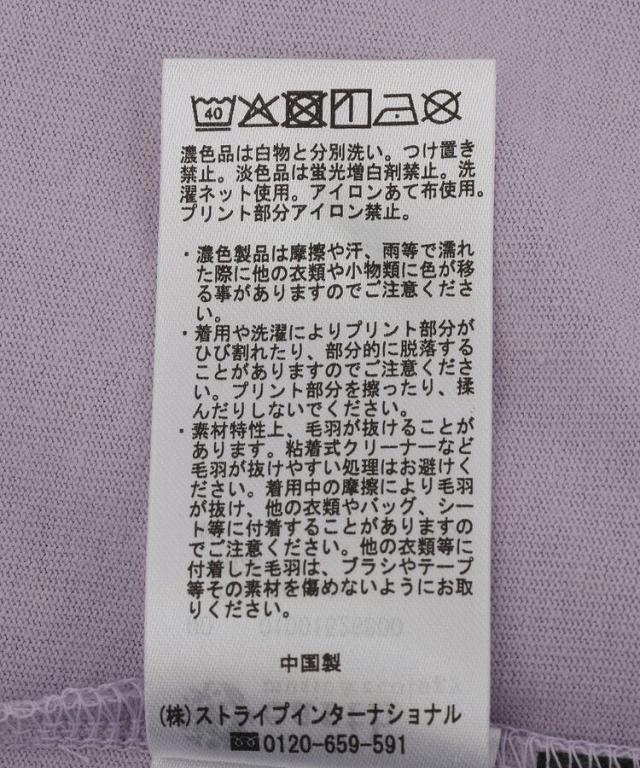 40
濃色品は白物と分別洗い。つけ置き
禁止。淡色品は蛍光増白剤禁止。洗
濯ネット使用。アイロンあて布使用。
プリント部分アイロン禁止。
・濃色製品は摩擦や汗、雨等で濡れ
た際に他の衣類や小物類に色が移
る事がありますのでご注意くださ
い。
・着用や洗濯によりプリント部分が
ひび割れたり、部分的に脱落する
ことがありますのでご注意くださ
い。プリント部分を擦ったり、揉
んだりしないでください。
・素材特性上、毛羽が抜けることが
あります。粘着式クリーナーなど
毛羽が抜けやすい処理はお避けく
ださい。着用中の摩擦により毛羽
が抜け、他の衣類やバッグ、シー
ト等に付着することがありますの
でご注意ください。他の衣類等に
付着した毛羽は、ブラシやテープ
等その素材を傷めないようにお取
りください。
中国製
(株)ストライプインターナショナル
0120-659-591